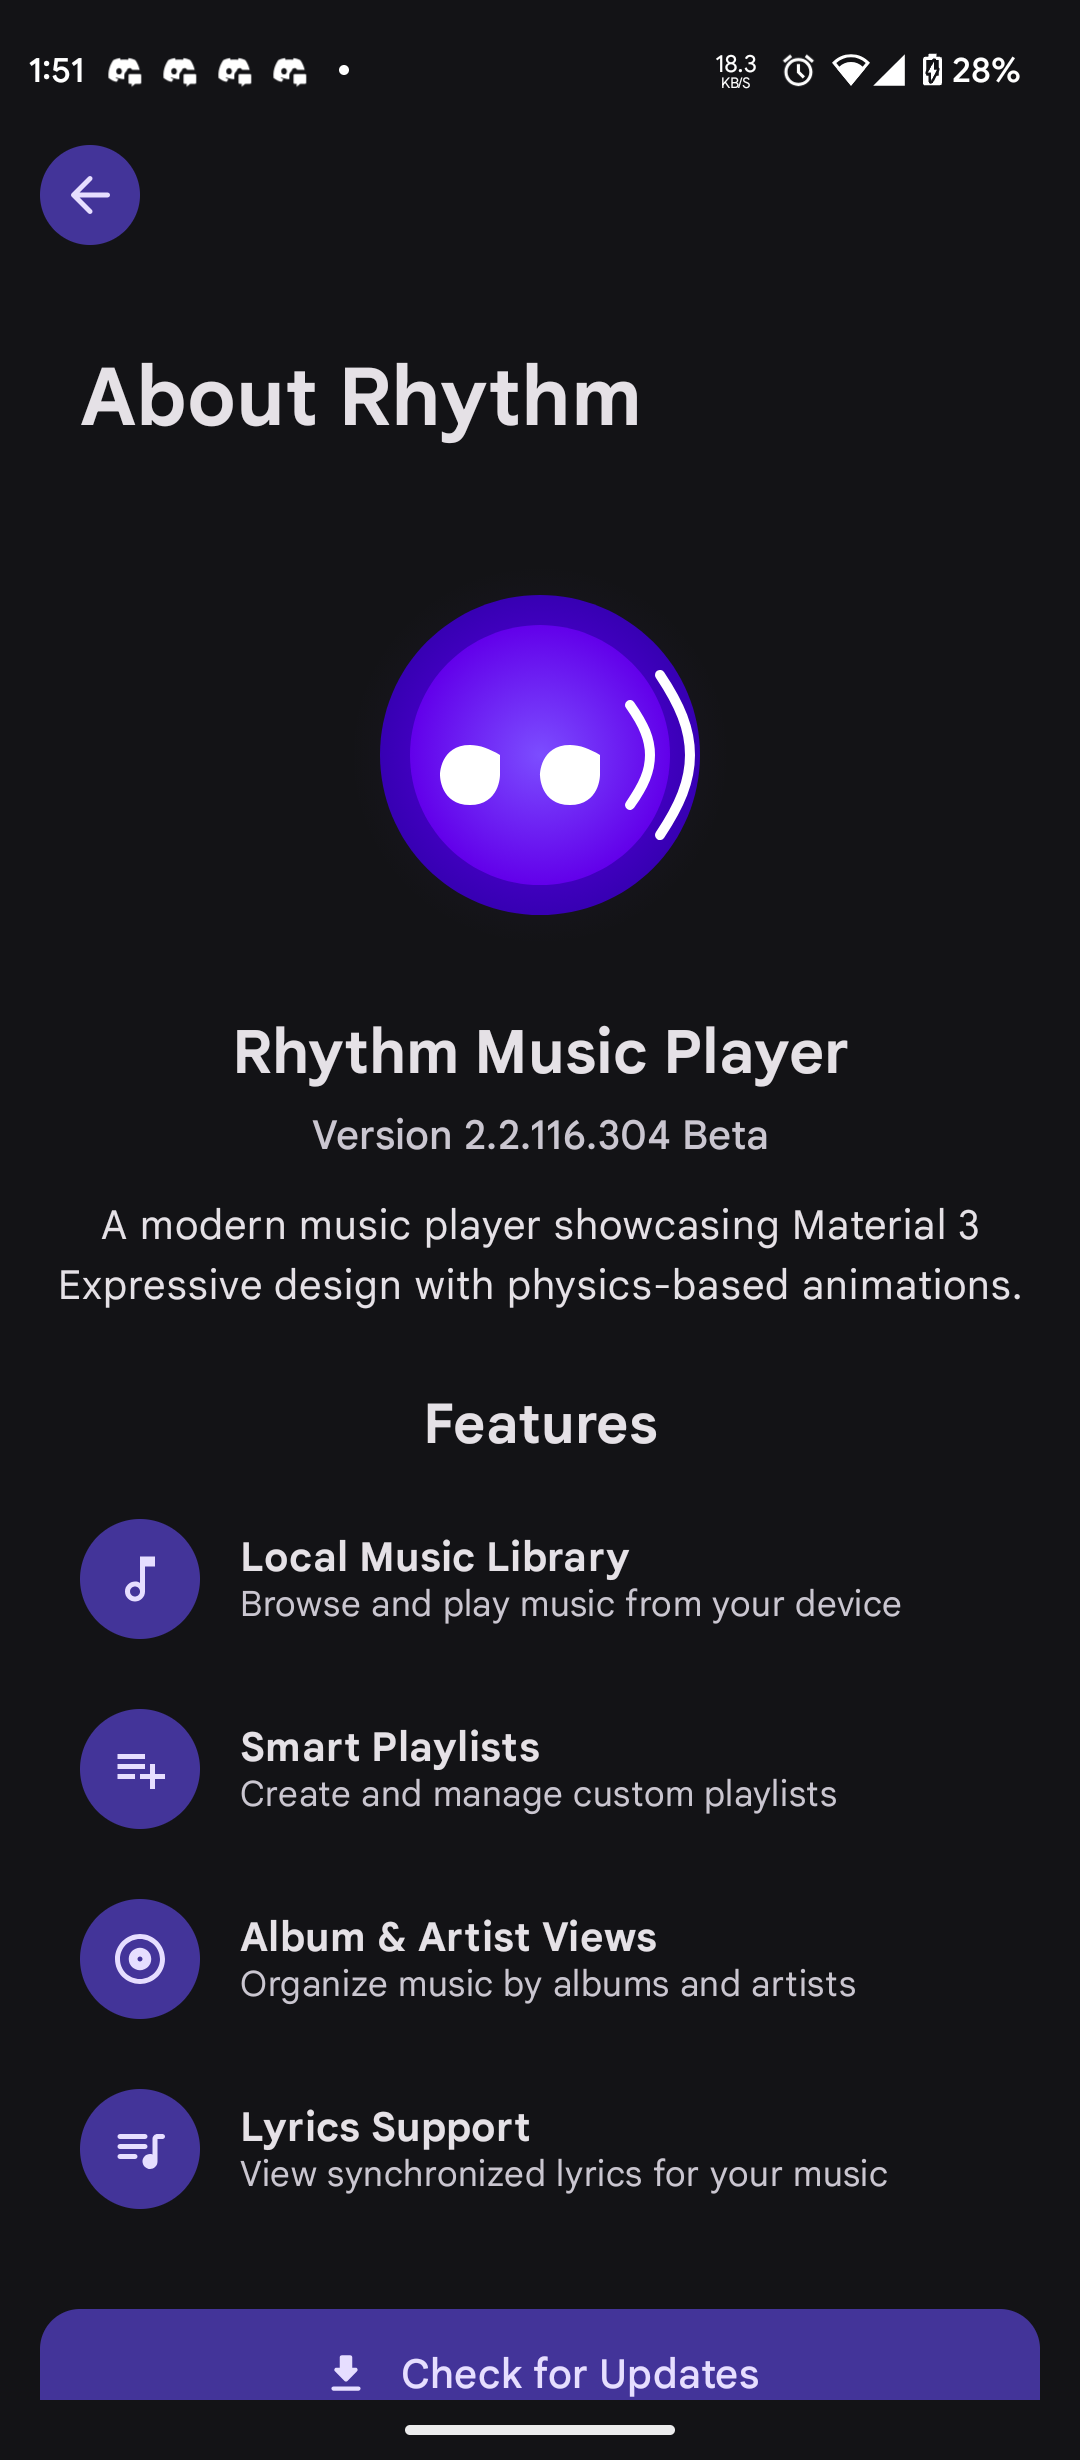 1:51
18.3
KB/S
28%
About Rhythm
Rhythm Music Player
Version 2.2.116.304 Beta
A modern music player showcasing Material 3
Expressive design with physics-based animations.
Features
Local Music Library
Browse and play music from your device
Smart Playlists
Create and manage custom playlists
Album & Artist Views
Organize music by albums and artists
Lyrics Support
View synchronized lyrics for your music
Check for Updates